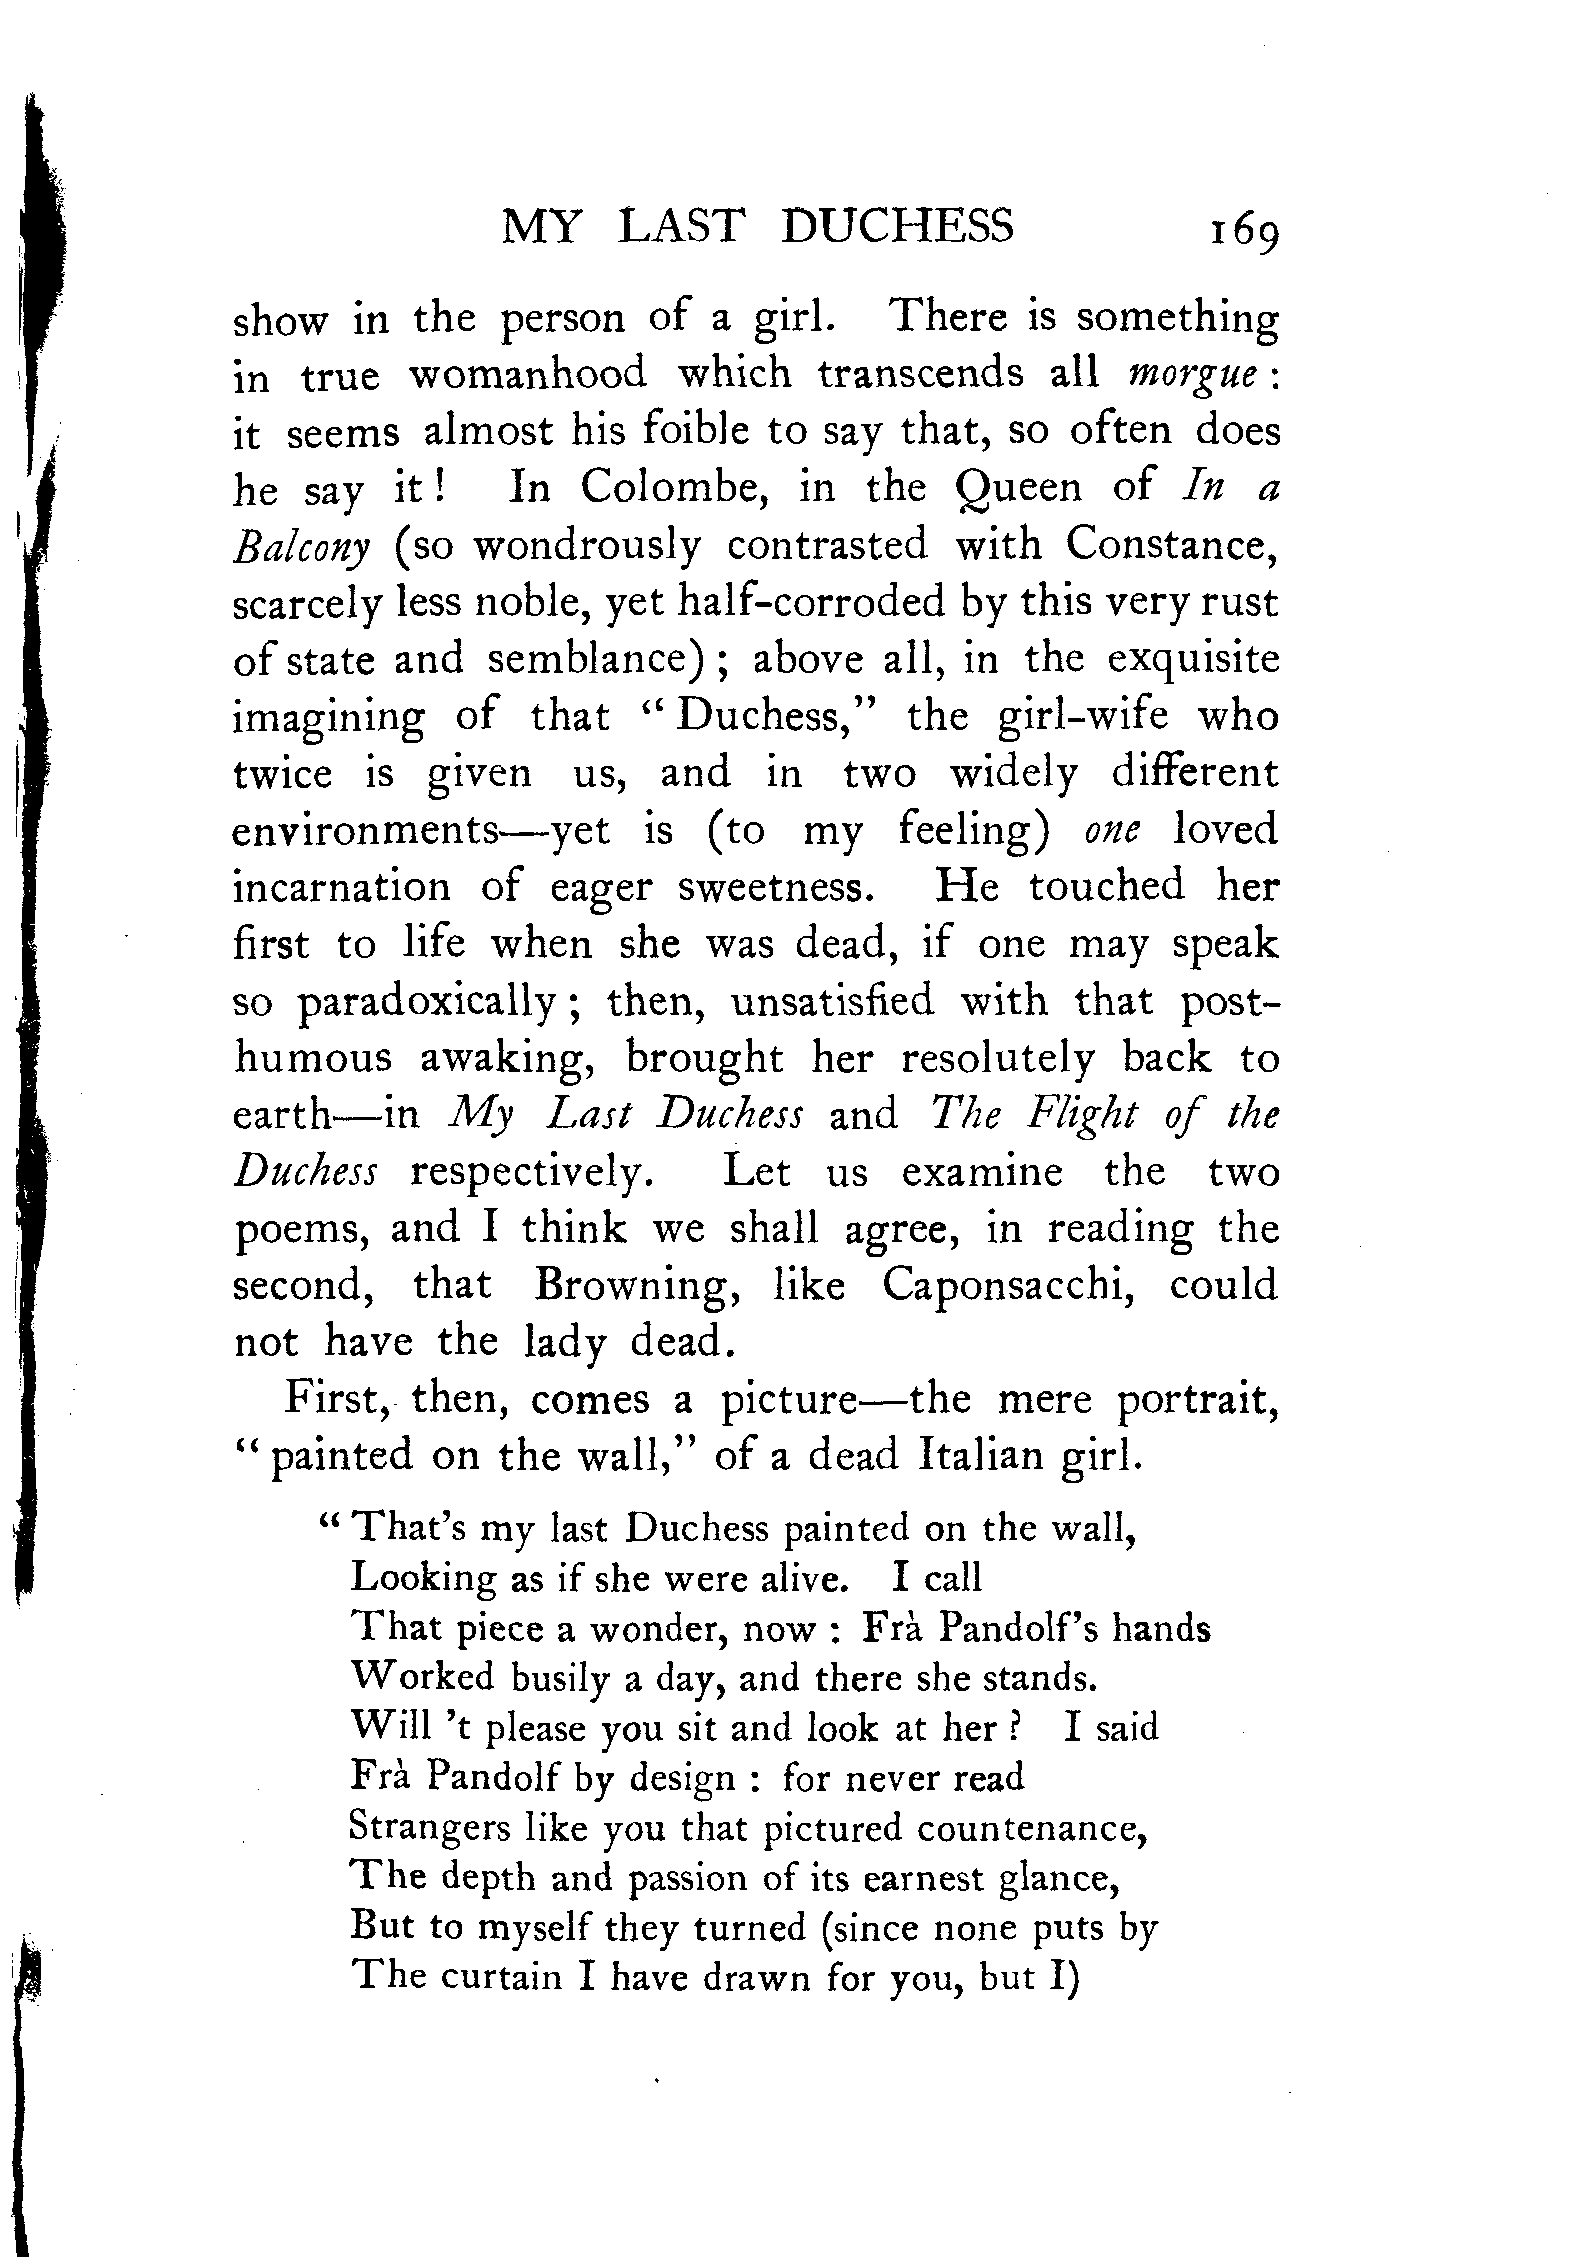 MY LAST DUCHESS 169
show in the person of a girl. There is something
in true womanhood which transcends all morgue :
it seems almost his foible to say that, so often does
he say it ! In Colombe, in the Queen of In a
Balcony (so wondrously contrasted with Constance,
scarcely less noble, yet half-corroded by this very rust
of state and semblance) ; above all, in the exquisite
imagining of that “ Duchess,” the girl-wife who
twice is given us, and in two widely different
environments—yet is (to my feeling) one loved
incarnation of eager sweetness. He touched her
first to life when she was dead, if one may speak
so paradoxically ; then, unsatisfied with that post-
humous awaking, brought her resolutely back to
earth—in My Last Duchess and The Flight of the
Duchess respectively. Let us examine the two
poems, and I think we shall agree, in reading the
second, that Browning, like Caponsacchi, could
not have the lady dead.
First, then, comes a picture—the mere portrait,
“ painted on the wall,” of a dead Italian girl.
“ That’s my last Duchess painted on the wall,
Looking as if she were alive. I call
That piece a wonder, now : Frà Pandolf’s hands
Worked busily a day, and there she stands.
Will ’t please you sit and look at her ? I said
Frà Pandolf by design : for never read
Strangers like you that pictured countenance,
The depth and passion of its earnest glance,
But to myself they turned (since none puts by
The curtain I have drawn for you, but I)